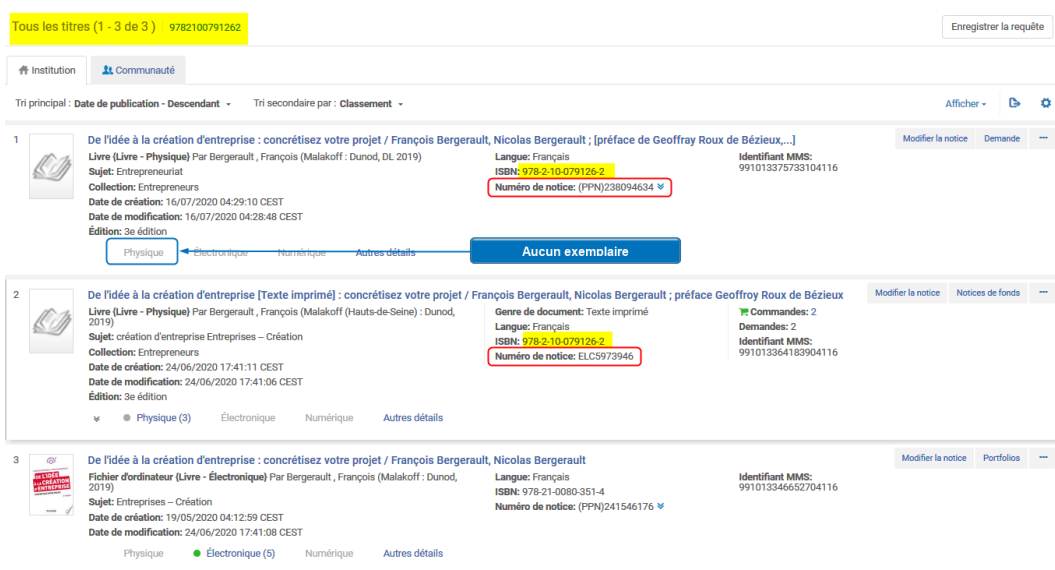 Tous les titres (1 - 3 de 3 ) 9782100791262
Enregistrer la requête
Institution Communauté
Tri principal : Date de publication - Descendant Tri secondaire par : Classement Afficher
1 De l'idée à la création d'entreprise : concrétisez votre projet / François Bergerault, Nicolas Bergerault ; [préface de Geoffray Roux de Bézieux,...] Modifier la notice Demande ...
Livre {Livre - Physique} Par Bergerault , François (Malakoff : Dunod, DL 2019)
Sujet: Entrepreneuriat
Collection: Entrepreneurs
Date de création: 16/07/2020 04:29:10 CEST
Date de modification: 16/07/2020 04:28:48 CEST
Édition: 3e édition
Langue: Français
ISBN: 978-2-10-079126-2
Numéro de notice: (PPN)238094634
Identifiant MMS:
991013375733104116
Physique Électronique Numérique Autres détails
Aucun exemplaire
2 De l'idée à la création d'entreprise [Texte imprimé] : concrétisez votre projet / François Bergerault, Nicolas Bergerault ; préface Geoffroy Roux de Bézieux Modifier la notice Notices de fonds ...
Livre {Livre - Physique} Par Bergerault , François (Malakoff (Hauts-de-Seine) : Dunod,
2019)
Sujet: création d'entreprise Entreprises -- Création
Collection: Entrepreneurs
Date de création: 24/06/2020 17:41:11 CEST
Date de modification: 24/06/2020 17:41:06 CEST
Édition: 3e édition
Genre de document: Texte imprimé
Langue: Français
ISBN: 978-2-10-079126-2
Numéro de notice: ELC5973946
Commandes: 2
Demandes: 2
Identifiant MMS:
991013364183904116
Physique (3) Électronique Numérique Autres détails
3 De l'idée à la création d'entreprise : concrétisez votre projet / François Bergerault, Nicolas Bergerault Modifier la notice Portfolios ...
DE L'IDÉE
À LA CRÉATION
D'ENTREPRISE
Fichier d'ordinateur {Livre - Électronique} Par Bergerault , François (Malakoff : Dunod,
2019)
Sujet: Entreprises -- Création
Date de création: 19/05/2020 04:12:59 CEST
Date de modification: 24/06/2020 17:41:08 CEST
Langue: Français
ISBN: 978-21-0080-351-4
Numéro de notice: (PPN)241546176
Identifiant MMS:
991013346652704116
Physique Électronique (5) Numérique Autres détails